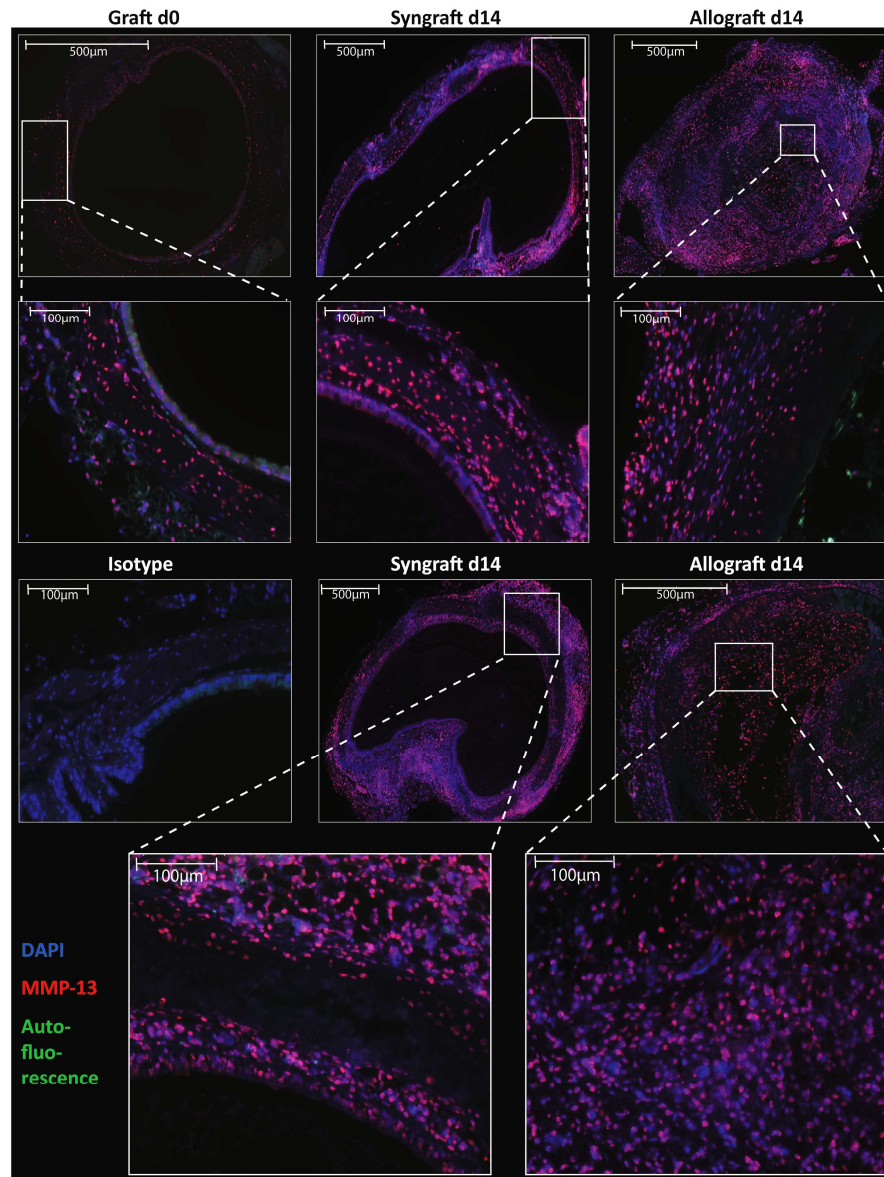 Graft d0
Syngraft d14
Allograft d14
500µm
500µm
500µm
100µm
100µm
100µm
Isotype
Syngraft d14
Allograft d14
100µm
500µm
500µm
100µm
100µm
DAPI
MMP-13
Auto-
fluo-
rescence